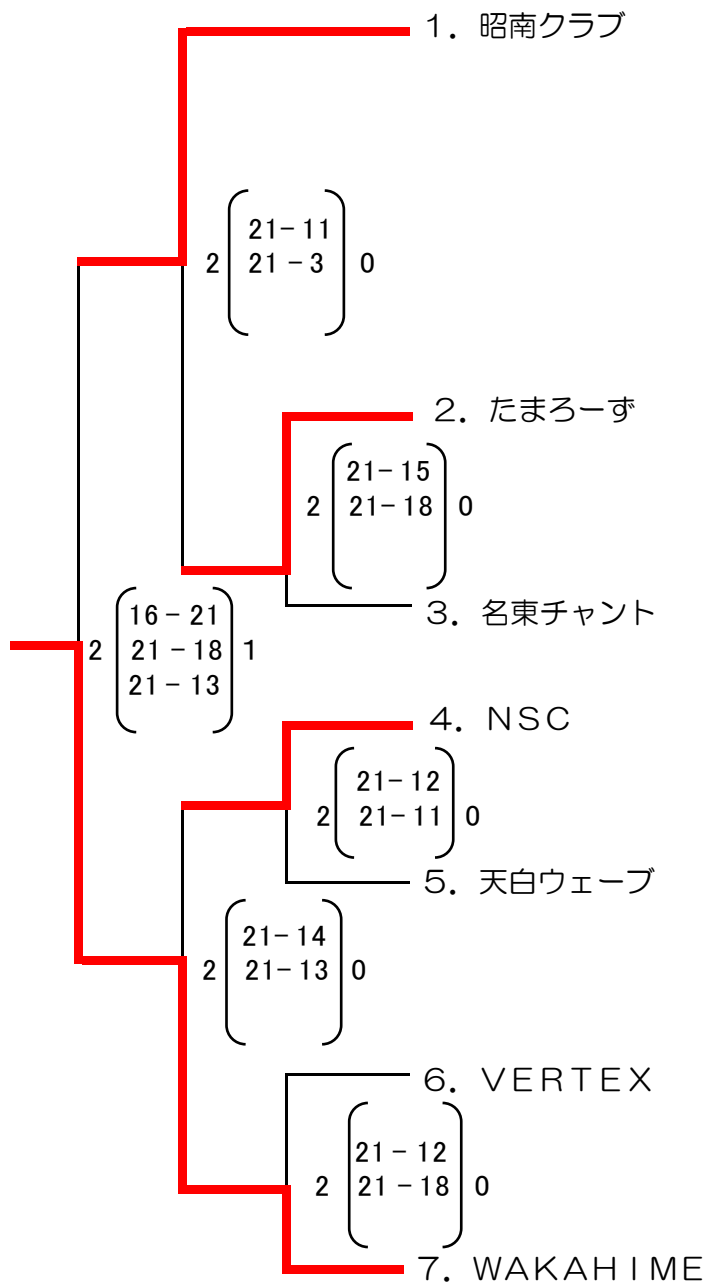 １．昭南クラブ
21－11
2 21－3 0
２．たまろーず
21－15
2 21－18 0
３．名東チャント
16－21
2 21－18 1
21－13
４．ＮＳＣ
21－12
2 21－11 0
５．天白ウェーブ
21－14
2 21－13 0
６．ＶＥＲＴＥＸ
21－12
2 21－18 0
７．ＷＡＫＡＨＩＭＥ